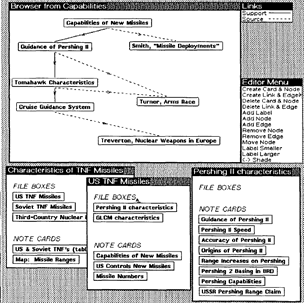 Browser from Capabilities
Capabilities of New Missiles
Guidance of Pershing II
Smith, "Missile Deployments"
Tomahawk Characteristics
Turner, Arms Race
Cruise Guidance System
Treverton, Nuclear Weapons in Europe
Links
Support
Source
Editor Menu
Create Card & Node
Create Link & Edge
Delete Card & Node
Delete Link & Edge
Add Label
Add Node
Add Edge
Remove Node
Remove Edge
Move Node
Label Smaller
Label Larger
<-> Shade
Characteristics of TNF Missiles
FILE BOXES
US TNF Missiles
Soviet TNF Missiles
Third-Country Nuclear
NOTE CARDS
US & Soviet TNF's (tab
Map: Missile Ranges
US TNF Missiles
FILE BOXES
Pershing II characteristics
GLCM characteristics
NOTE CARDS
Capabilities of New Missiles
US Controls New Missiles
Missile Numbers
Pershing II characteristics
FILE BOXES
NOTE CARDS
Guidance of Pershing II
Pershing II Speed
Accuracy of Pershing II
Origins of Pershing II
Range Increases on Pershing
Pershing 2 Basing in BRD
Pershing Capabilities
USSR Pershing Range Claim